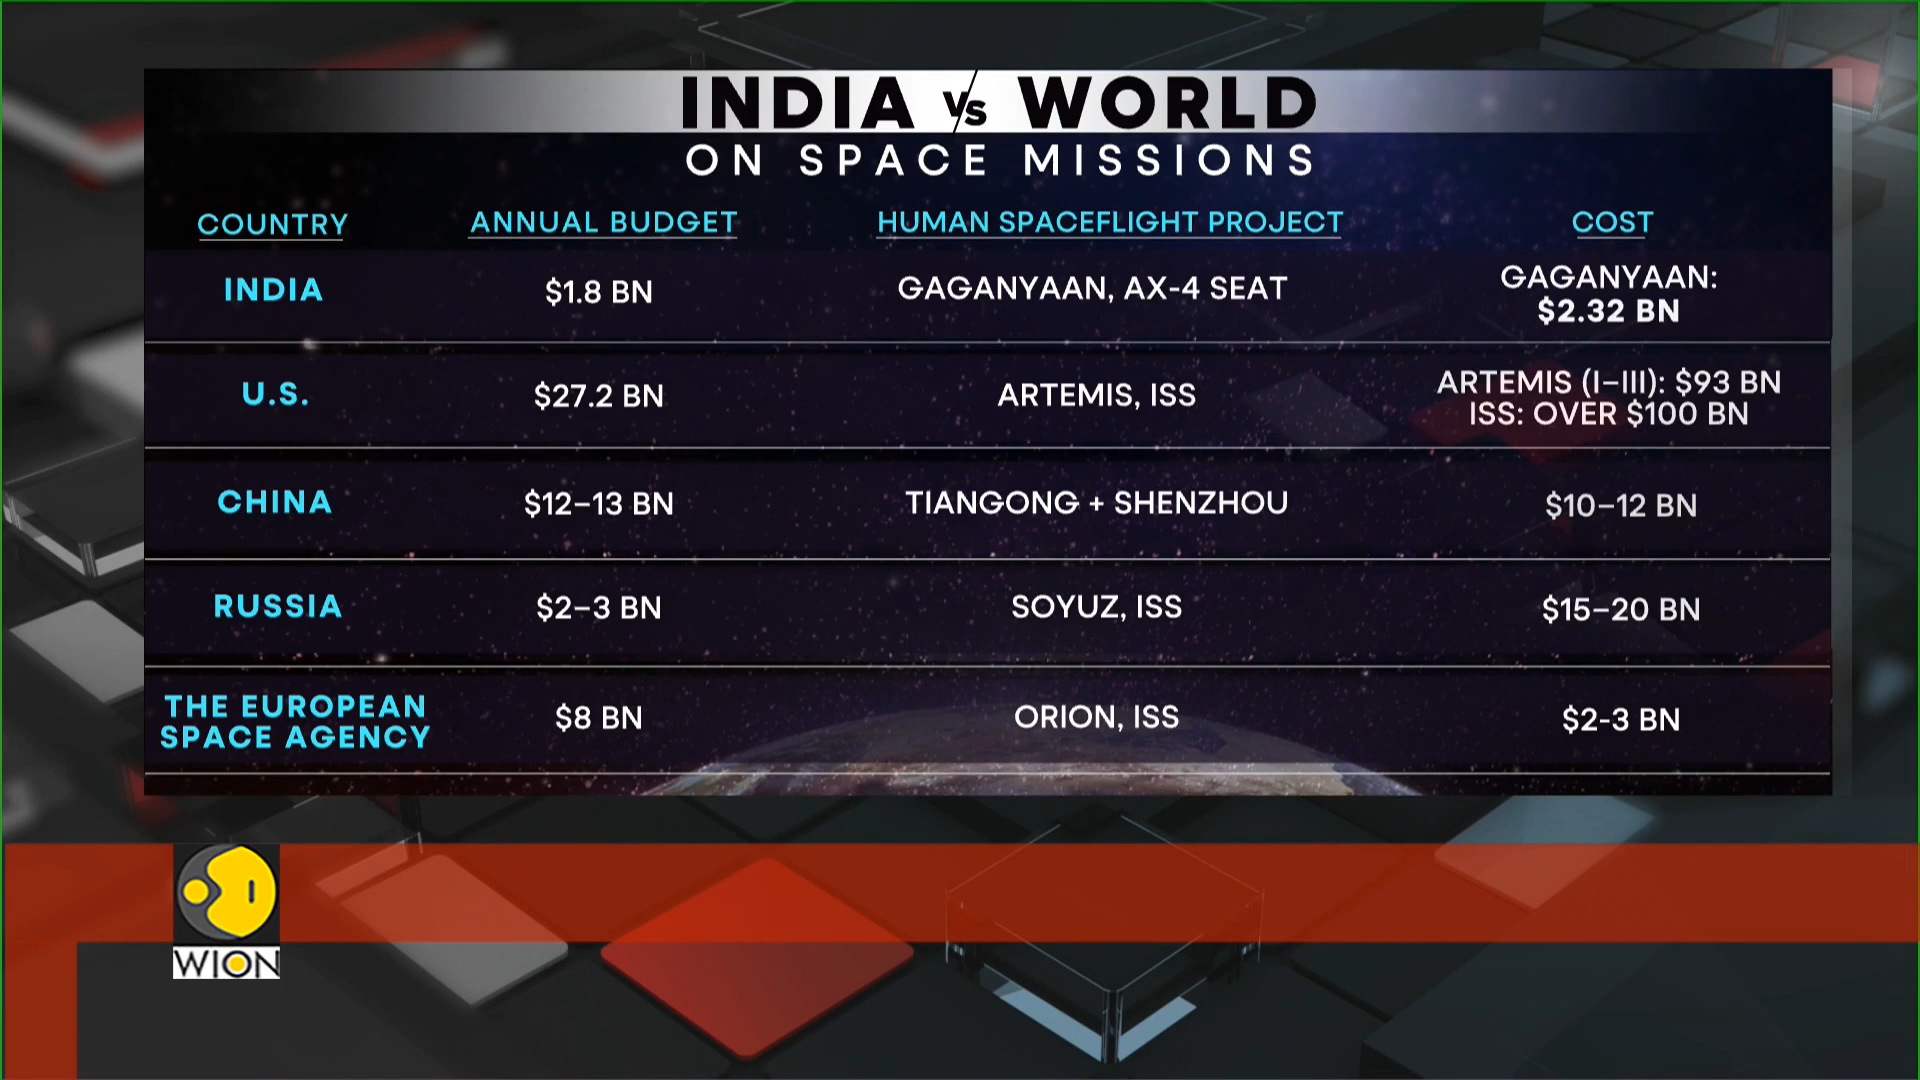 INDIA Vs WORLD
ON SPACE MISSIONS
COUNTRY ANNUAL BUDGET HUMAN SPACEFLIGHT PROJECT COST
INDIA $1.8 BN GAGANYAAN, AX-4 SEAT GAGANYAAN:
$2.32 BN
U.S. $27.2 BN ARTEMIS, ISS ARTEMIS (I–III): $93 BN
ISS: OVER $100 BN
CHINA $12–13 BN TIANGONG + SHENZHOU $10–12 BN
RUSSIA $2–3 BN SOYUZ, ISS $15–20 BN
THE EUROPEAN
SPACE AGENCY $8 BN ORION, ISS $2-3 BN
WION